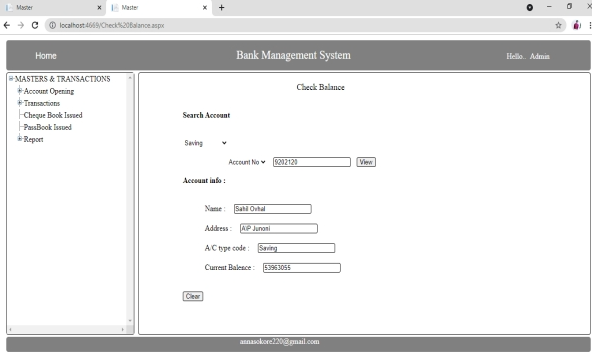 Master
Master
localhost:4669/Check%20Balance.aspx
Home
Bank Management System
Hello.. Admin
MASTERS & TRANSACTIONS
Account Opening
Transactions
Cheque Book Issued
PassBook Issued
Report
Check Balance
Search Account
Saving
Account No 9202120 View
Account info :
Name : Sahil Ovhal
Address : A\P Junoni
A/C type code : Saving
Current Balence : 53963055
Clear
annasokore220@gmail.com